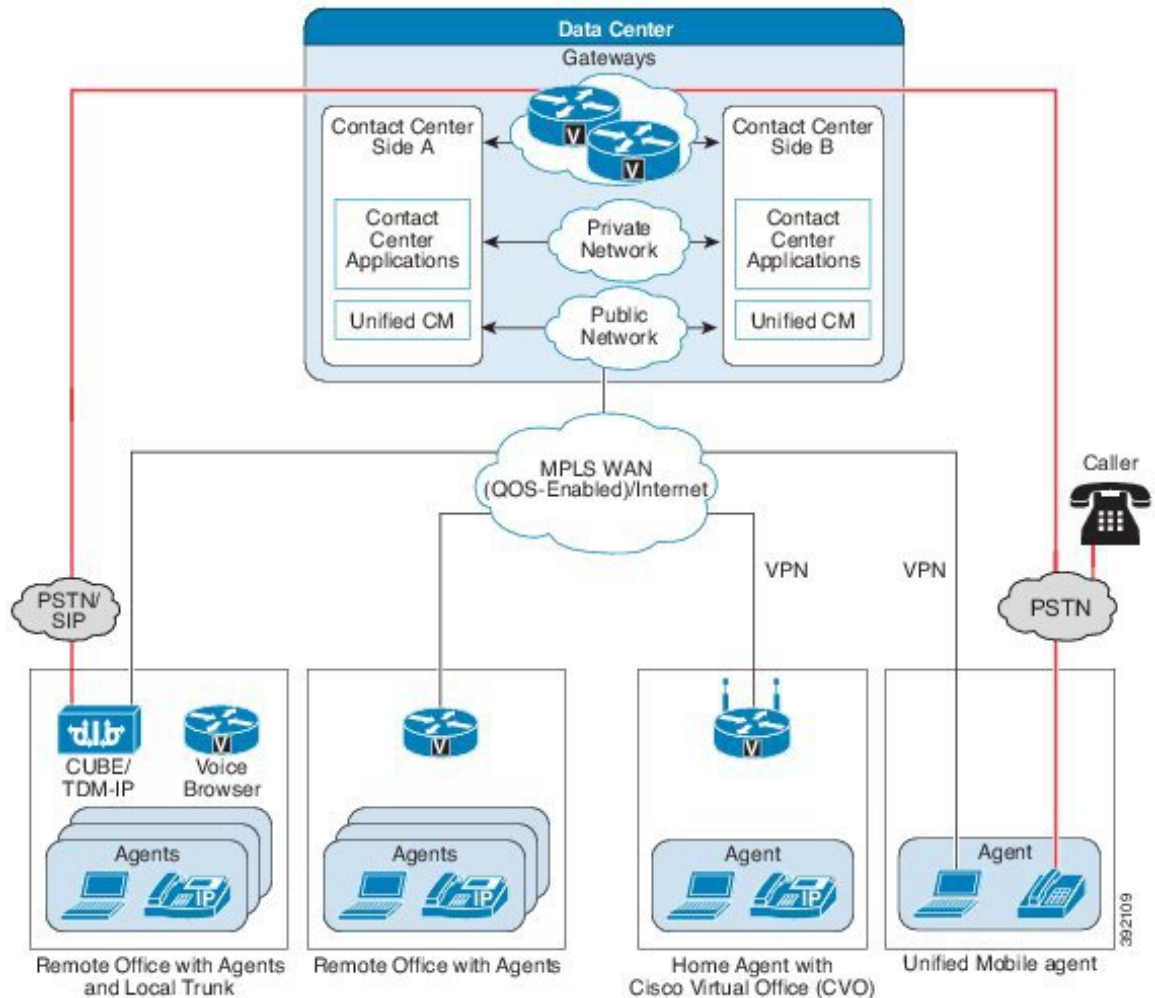 Data Center
Gateways
Contact Center
Side A
V
V
Contact Center
Side B
Contact
Center
Applications
Private
Network
Contact
Center
Applications
Unified CM
Public
Network
Unified CM
MPLS WAN
(QOS-Enabled)/Internet
Caller
VPN
VPN
PSTN/
SIP
PSTN
V
CUBE/
TDM-IP
Voice
Browser
V
V
Agents
IP
Agents
IP
Agent
IP
Agent
392109
Remote Office with Agents
and Local Trunk
Remote Office with Agents
Home Agent with
Cisco Virtual Office (CVO)
Unified Mobile agent